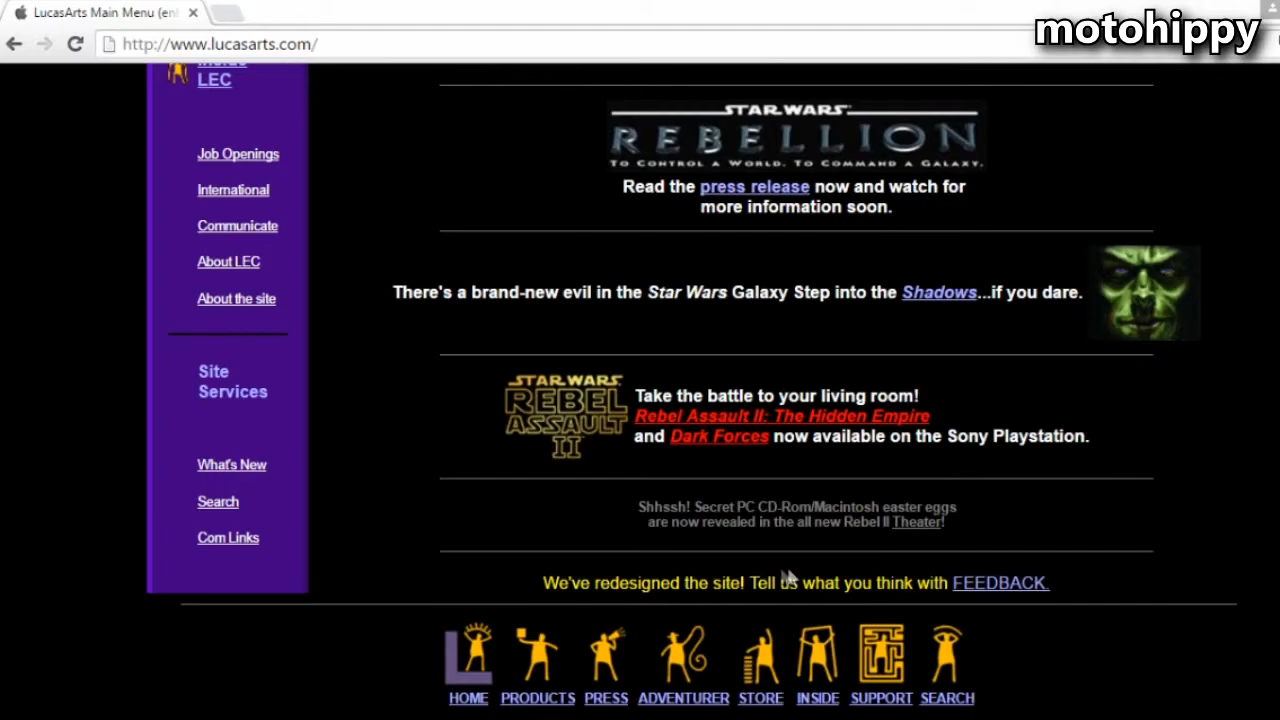 LucasArts Main Menu (en
motohippy
http://www.lucasarts.com/
LEC
Job Openings
International
Communicate
About LEC
About the site
Site
Services
What's New
Search
Com Links
STAR WARS
REBELLION
TO CONTROL A WORLD. TO COMMAND A GALAXY.
Read the press release now and watch for
more information soon.
There's a brand-new evil in the Star Wars Galaxy Step into the Shadows...if you dare.
STAR WARS
REBEL
ASSAULT
II
Take the battle to your living room!
Rebel Assault II: The Hidden Empire
and Dark Forces now available on the Sony Playstation.
Shhssh! Secret PC CD-Rom/Macintosh easter eggs
are now revealed in the all new Rebel II Theater!
We've redesigned the site! Tell us what you think with FEEDBACK.
HOME PRODUCTS PRESS ADVENTURER STORE INSIDE SUPPORT SEARCH